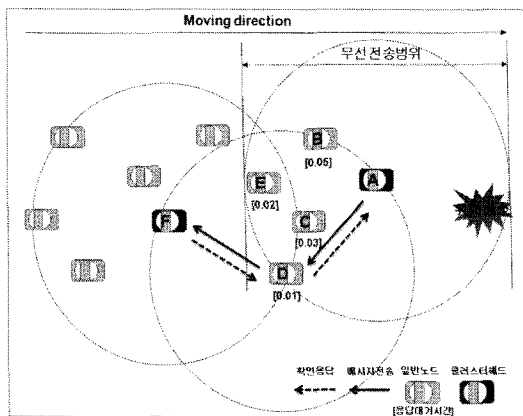 Moving direction
무선 전송범위
B
[0.05]
E
[0.02]
A
C
[0.03]
F
D
[0.01]
확인응답 메시지전송 일반노드 클러스터헤드
[응답대기시간]